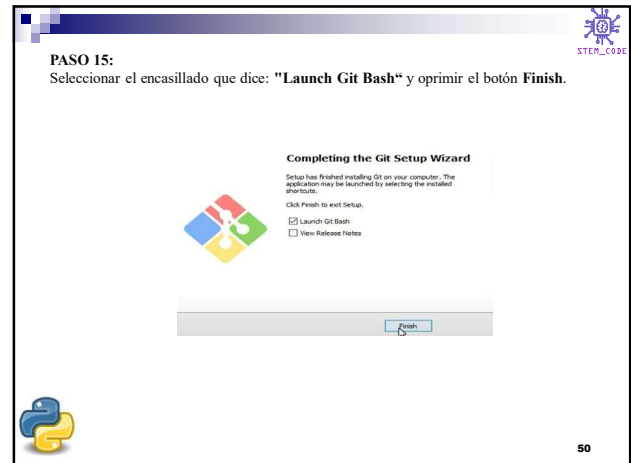 STEM_CODE
PASO 15:
Seleccionar el encasillado que dice: "Launch Git Bash“ y oprimir el botón Finish.
Completing the Git Setup Wizard
Setup has finished installing Git on your computer. The
application may be launched by selecting the installed
shortcuts.
Click Finish to exit Setup.
Launch Git Bash
View Release Notes
Finish
50